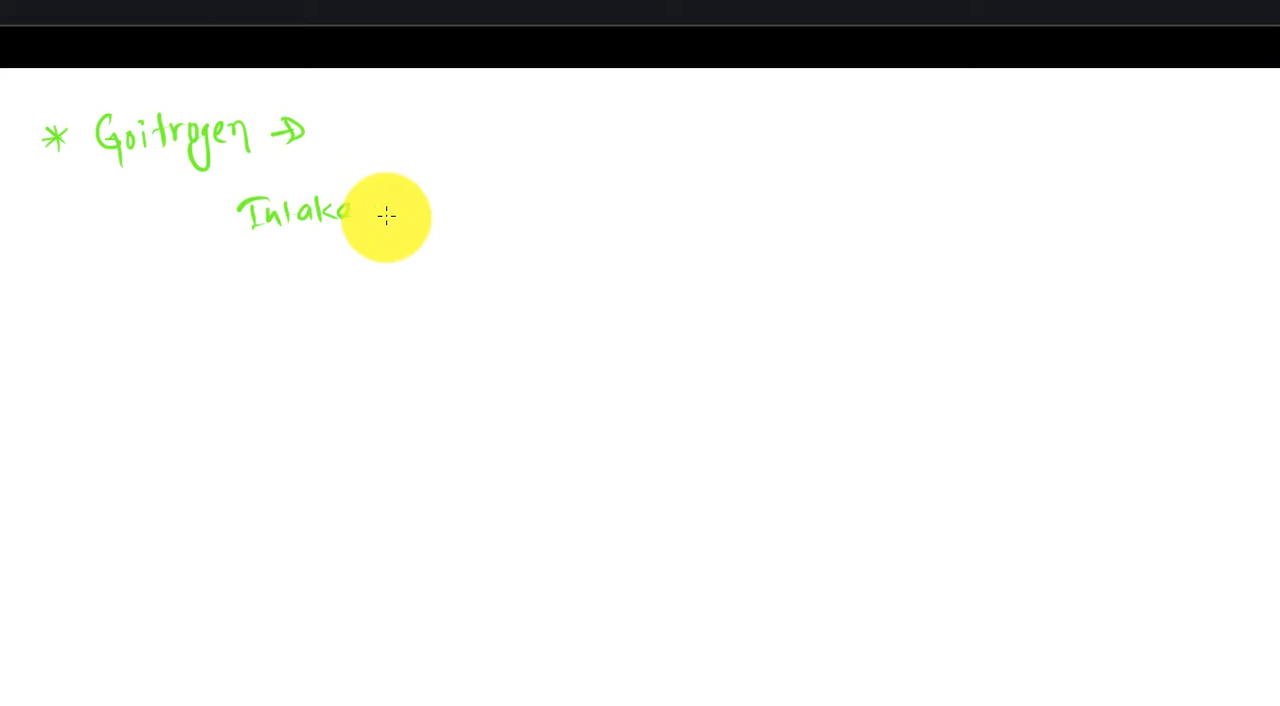 * Goitrogen →
Intake